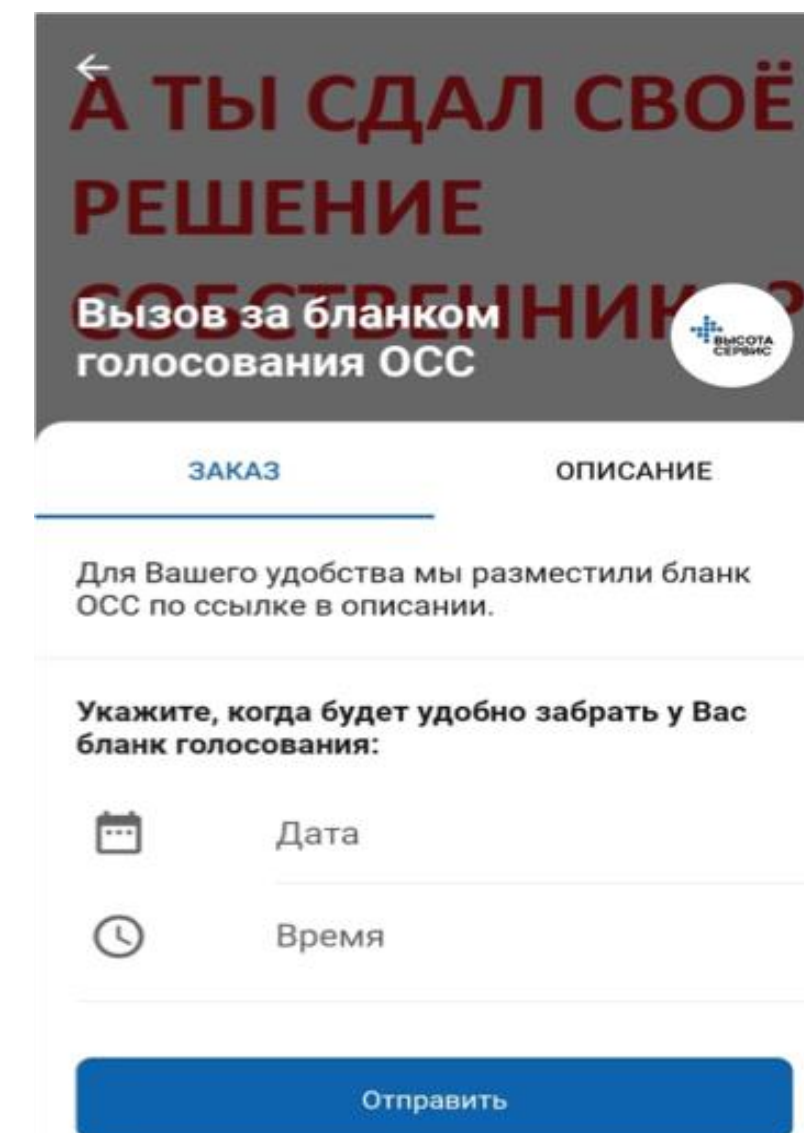 А ТЫ СДАЛ СВОЁ
РЕШЕНИЕ
СОБСТВЕННИК
Вызов за бланком
голосования ОСС
ВЫСОТА
СЕРВИС
ЗАКАЗ
ОПИСАНИЕ
Для Вашего удобства мы разместили бланк
ОСС по ссылке в описании.
Укажите, когда будет удобно забрать у Вас
бланк голосования:
Дата
Время
Отправить